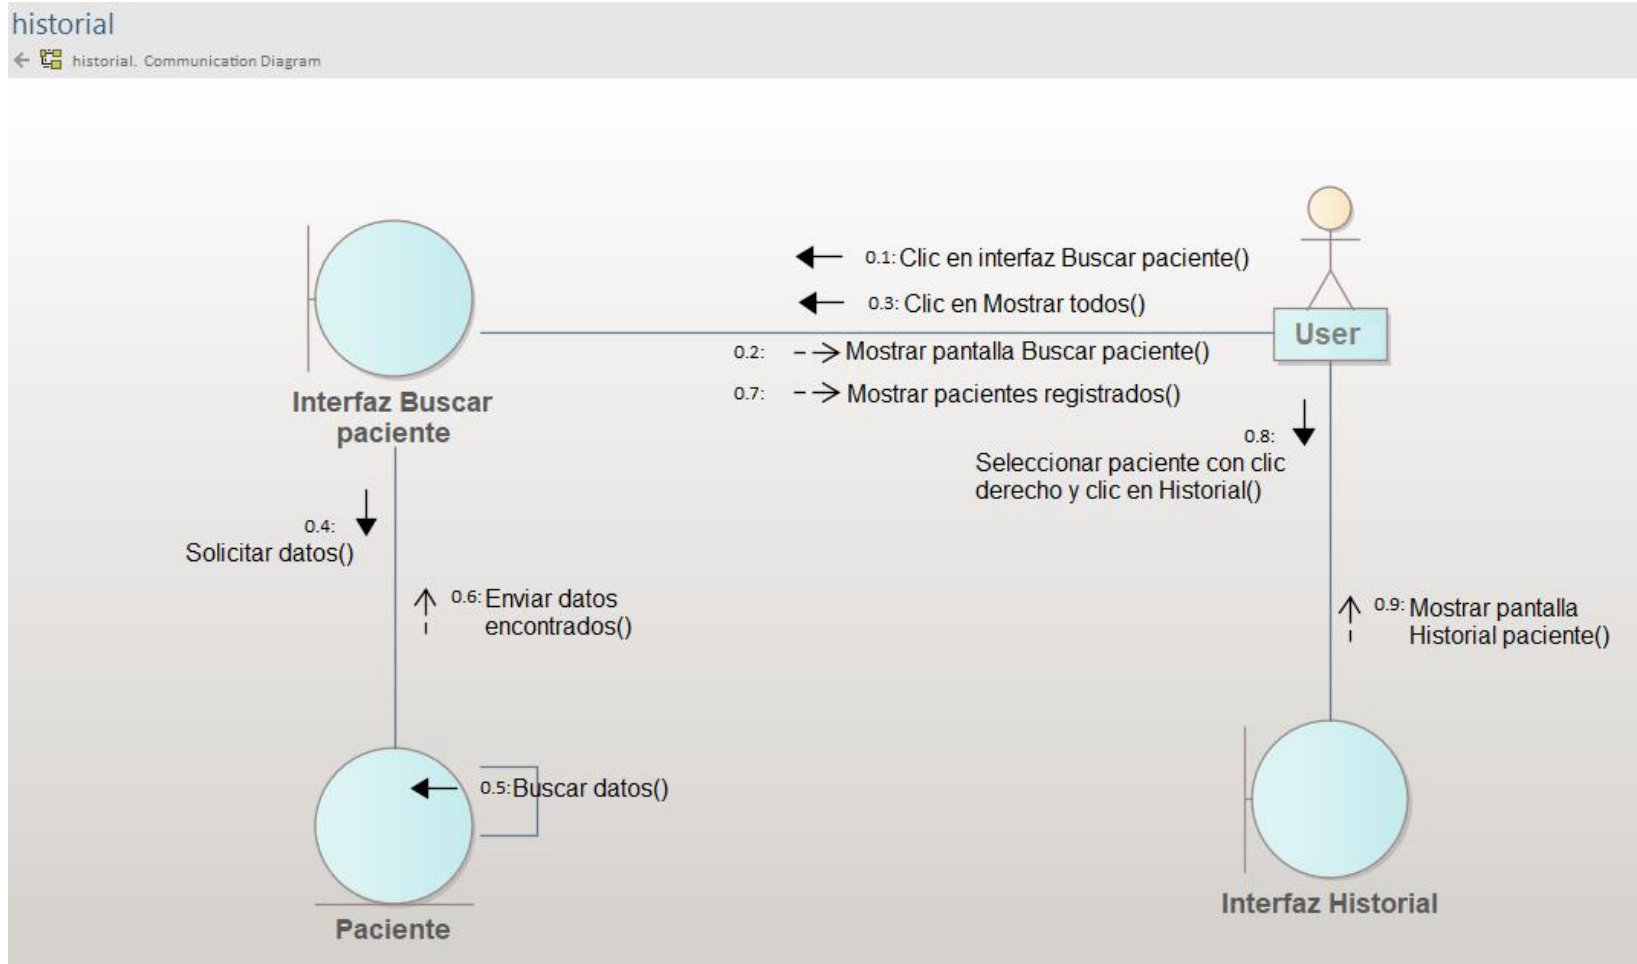 historial
historial. Communication Diagram
0.1: Clic en interfaz Buscar paciente()
0.3: Clic en Mostrar todos()
User
0.2: Mostrar pantalla Buscar paciente()
0.7: Mostrar pacientes registrados()
Interfaz Buscar
paciente
0.8:
Seleccionar paciente con clic
derecho y clic en Historial()
0.4:
Solicitar datos()
0.6: Enviar datos
encontrados()
0.9: Mostrar pantalla
Historial paciente()
0.5: Buscar datos()
Interfaz Historial
Paciente